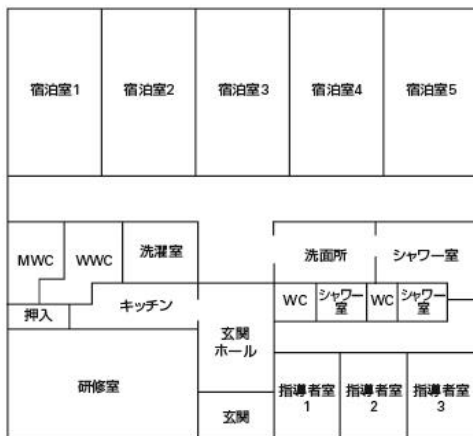 宿泊室1
宿泊室2
宿泊室3
宿泊室4
宿泊室5
MWC
WWC
洗濯室
洗面所
シャワー室
押入
キッチン
WC
シャワー
室
WC
シャワー
室
玄関
ホール
研修室
玄関
指導者室
1
指導者室
2
指導者室
3